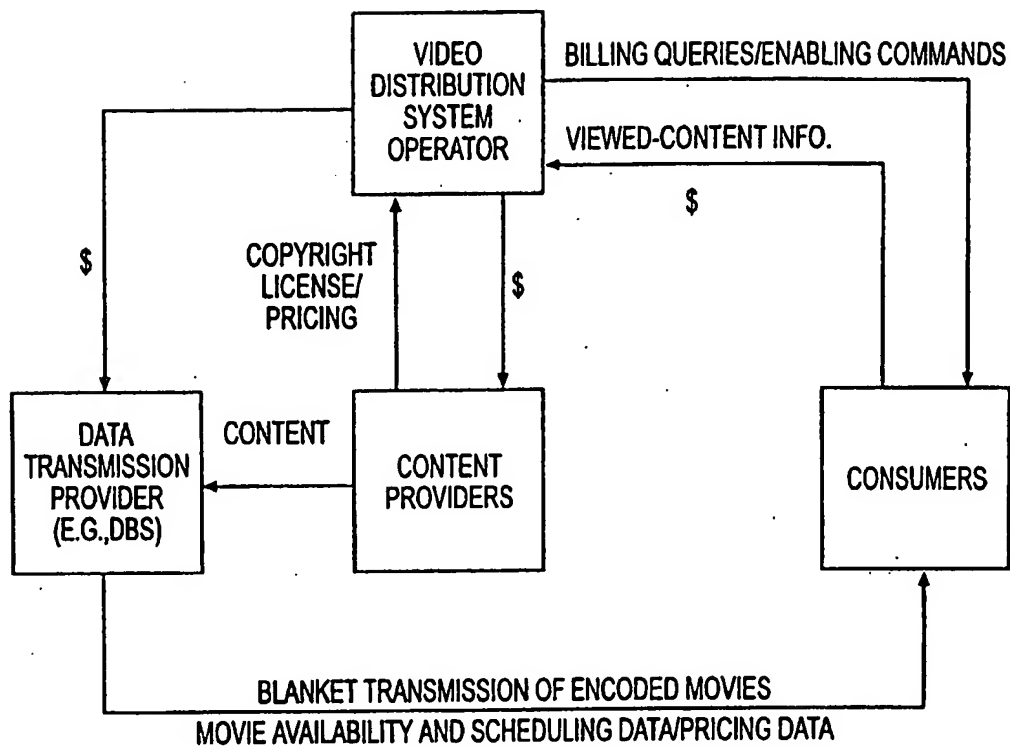 VIDEO
DISTRIBUTION
SYSTEM
OPERATOR
BILLING QUERIES/ENABLING COMMANDS
VIEWED-CONTENT INFO.
$
$
COPYRIGHT
LICENSE/
PRICING
$
DATA
TRANSMISSION
PROVIDER
(E.G.,DBS)
CONTENT
CONTENT
PROVIDERS
CONSUMERS
BLANKET TRANSMISSION OF ENCODED MOVIES
MOVIE AVAILABILITY AND SCHEDULING DATA/PRICING DATA